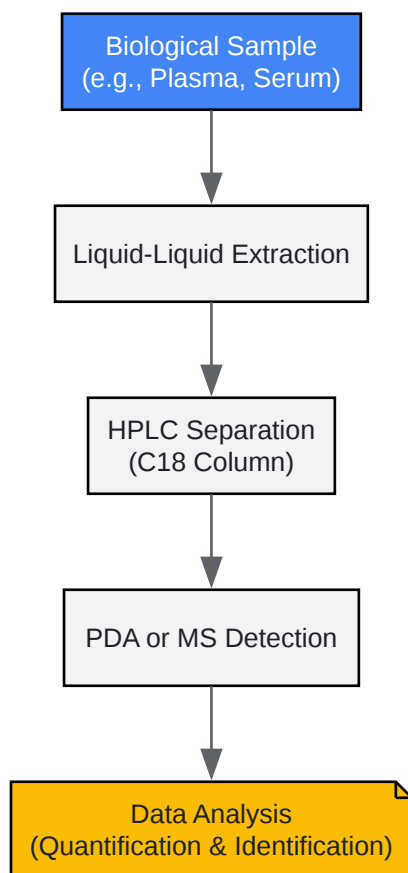 Biological Sample
(e.g., Plasma, Serum)
Liquid-Liquid Extraction
HPLC Separation
(C18 Column)
PDA or MS Detection
Data Analysis
(Quantification & Identification)